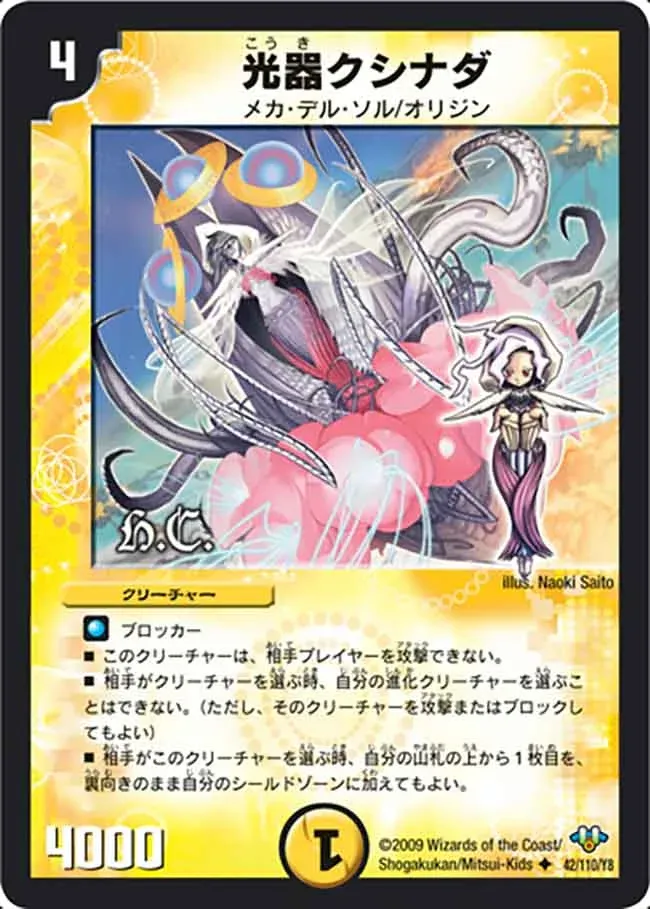 4
こうき
光器クシナダ
メカ・デル・ソル/オリジン
H.C.
illus. Naoki Saito
クリーチャー
ブロッカー
■ このクリーチャーは、相手プレイヤーを攻撃できない。
■ 相手がクリーチャーを選ぶ時、自分の進化クリーチャーを選ぶこ
とはできない。(ただし、そのクリーチャーを攻撃またはブロックし
てもよい)
■ 相手がこのクリーチャーを選ぶ時、自分の山札の上から1枚目を、
裏向きのまま自分のシールドゾーンに加えてもよい。
4000
1
©2009 Wizards of the Coast/
Shogakukan/Mitsui-Kids 42/110/Y8